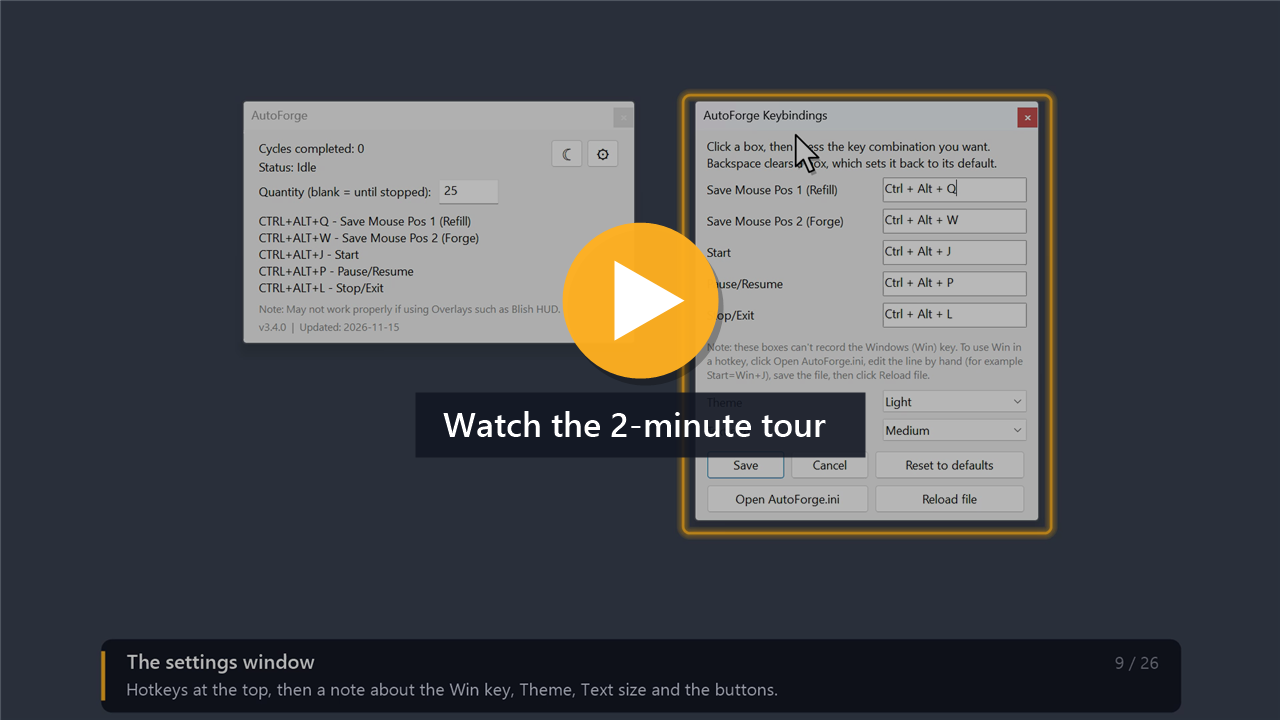 AutoForge
Cycles completed: 0
Status: Idle
Quantity (blank = until stopped): 25
CTRL+ALT+Q - Save Mouse Pos 1 (Refill)
CTRL+ALT+W - Save Mouse Pos 2 (Forge)
CTRL+ALT+J - Start
CTRL+ALT+P - Pause/Resume
CTRL+ALT+L - Stop/Exit
Note: May not work properly if using Overlays such as Blish HUD.
v3.4.0 | Updated: 2026-11-15
AutoForge Keybindings
Click a box, then the key combination you want.
Backspace clears box, which sets it back to its default.
Save Mouse Pos 1 (Refill) Ctrl + Alt + Q
Save Mouse Pos 2 (Forge) Ctrl + Alt + W
Start Ctrl + Alt + J
Ctrl + Alt + P
Ctrl + Alt + L
Note: these boxes can't record the Windows (Win) key. To use Win in
a hotkey, click Open AutoForge.ini, edit the line by hand (for example
Start=Win+J), save the file, then click Reload file.
Theme Light
Medium
Save Cancel Reset to defaults
Open AutoForge.ini Reload file
Watch the 2-minute tour
The settings window 9 / 26
Hotkeys at the top, then a note about the Win key, Theme, Text size and the buttons.